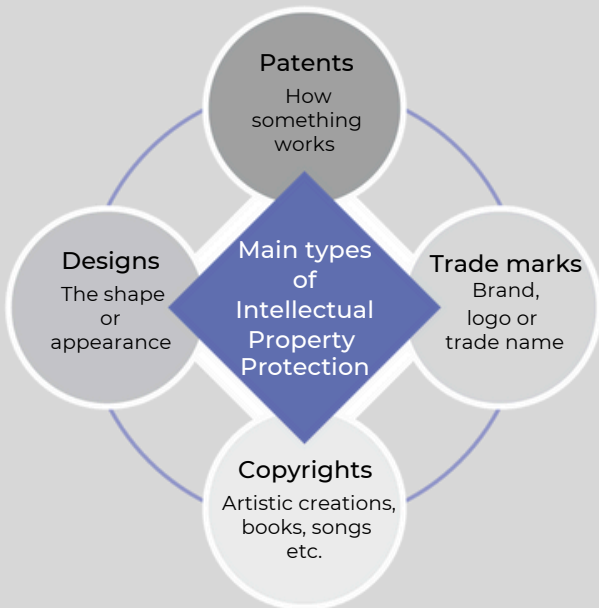 Patents
How
something
works
Designs
The shape
or
appearance
Main types
of
Intellectual
Property
Protection
Trade marks
Brand,
logo or
trade name
Copyrights
Artistic creations,
books, songs
etc.